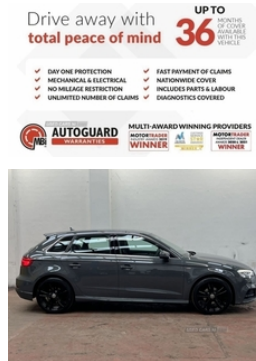 Drive away with
total peace of mind
UP TO
36 MONTHS
OF COVER
AVAILABLE
WITH THIS
VEHICLE
✓ DAY ONE PROTECTION
✓ MECHANICAL & ELECTRICAL
✓ NO MILEAGE RESTRICTION
✓ UNLIMITED NUMBER OF CLAIMS
✓ FAST PAYMENT OF CLAIMS
✓ NATIONWIDE COVER
✓ INCLUDES PARTS & LABOUR
✓ DIAGNOSTICS COVERED
AUTOGUARD
WARRANTIES
MULTI-AWARD WINNING PROVIDERS
MOTORTRADER
WINNER
MOTORTRADER
WINNER